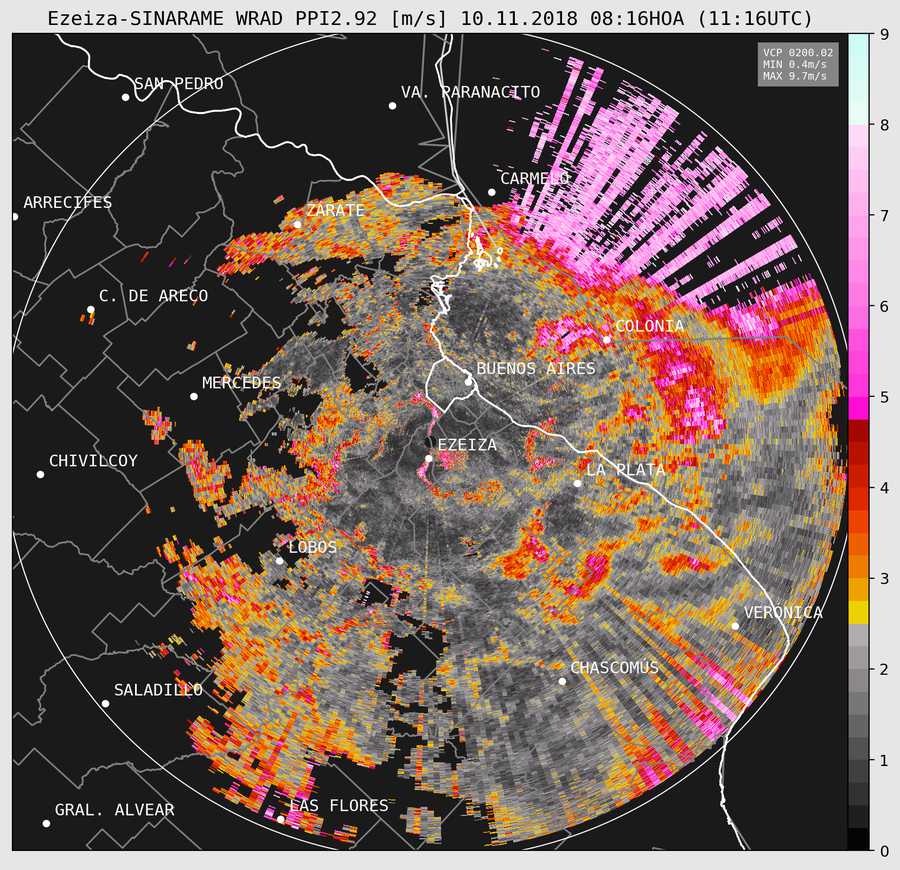 Ezeiza-SINARAME WRAD PPI2.92 [m/s] 10.11.2018 08:16HOA (11:16UTC)
VCP 0200.02
MIN 0.4m/s
MAX 9.7m/s
SAN PEDRO
VA. PARANACITO
CARMELO
ARRECIFES
ZARATE
C. DE ARECO
COLONIA
BUENOS AIRES
MERCEDES
EZEIZA
CHIVILCOY
LA PLATA
LOBOS
VERÓNICA
CHASCOMÚS
SALADILLO
LAS FLORES
GRAL. ALVEAR
9
8
7
6
5
4
3
2
1
0